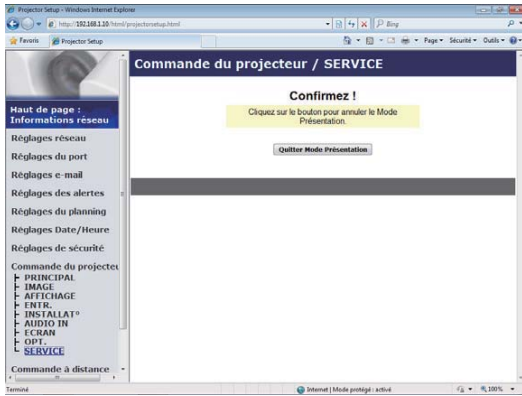 Projector Setup - Windows Internet Explorer
http://192.168.1.10/html/projectorsetup.html
Bing
Favoris
Projector Setup
Page
Sécurité
Outils
Commande du projecteur / SERVICE
Confirmez !
Cliquez sur le bouton pour annuler le Mode
Présentation.
Quitter Mode Présentation
Haut de page :
Informations réseau
Réglages réseau
Réglages du port
Réglages e-mail
Réglages des alertes
Réglages du planning
Réglages Date/Heure
Réglages de sécurité
Commande du projecteu
PRINCIPAL
IMAGE
AFFICHAGE
ENTR.
INSTALLATº
AUDIO IN
ECRAN
OPT.
SERVICE
Commande à distance
Terminé
Internet | Mode protégé : activé
100%